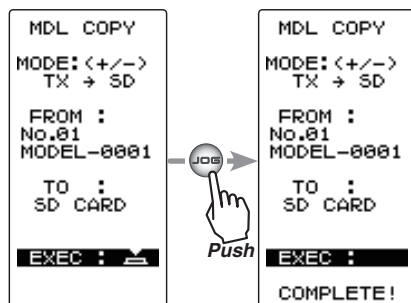 MDL COPY
MODE:(+/-)
TX → SD
FROM :
No.01
MODEL-0001
TO :
SD CARD
EXEC :
JOG
Push
MDL COPY
MODE:(+/-)
TX → SD
FROM :
No.01
MODEL-0001
TO :
SD CARD
EXEC :
COMPLETE!